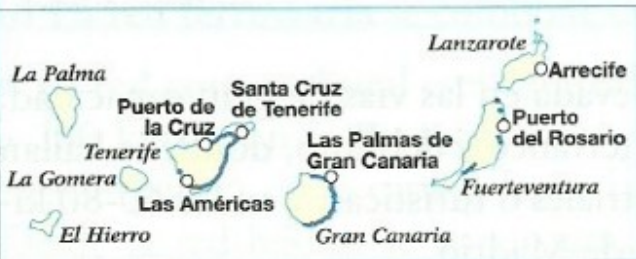 Lanzarote
Arrecife
La Palma
Santa Cruz
de Tenerife
Puerto de
la Cruz
Puerto
del Rosario
Las Palmas de
Gran Canaria
Tenerife
La Gomera
Fuerteventura
Las Américas
El Hierro
Gran Canaria